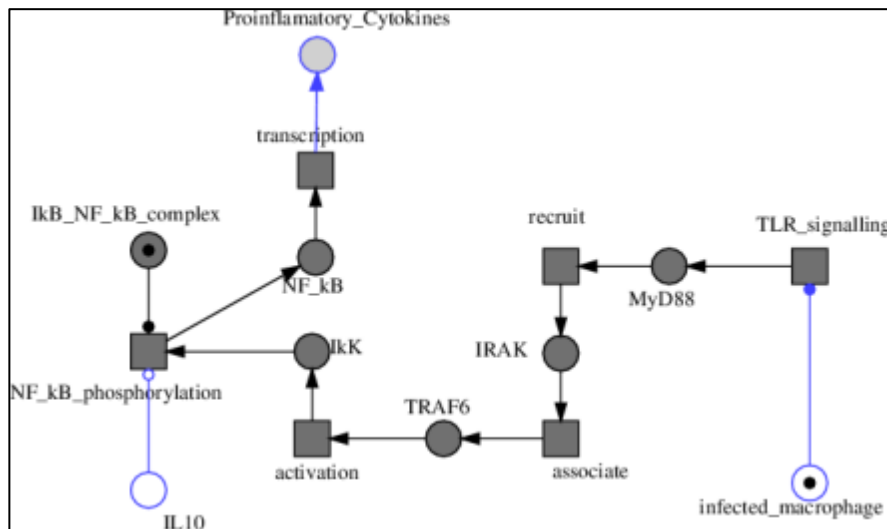 Proinflamatory_Cytokines
transcription
IkB_NF_kB_complex
recruit
TLR_signalling
NF_kB
MyD88
IkK
IRAK
NF_kB_phosphorylation
TRAF6
activation
associate
infected_macrophage
IL10